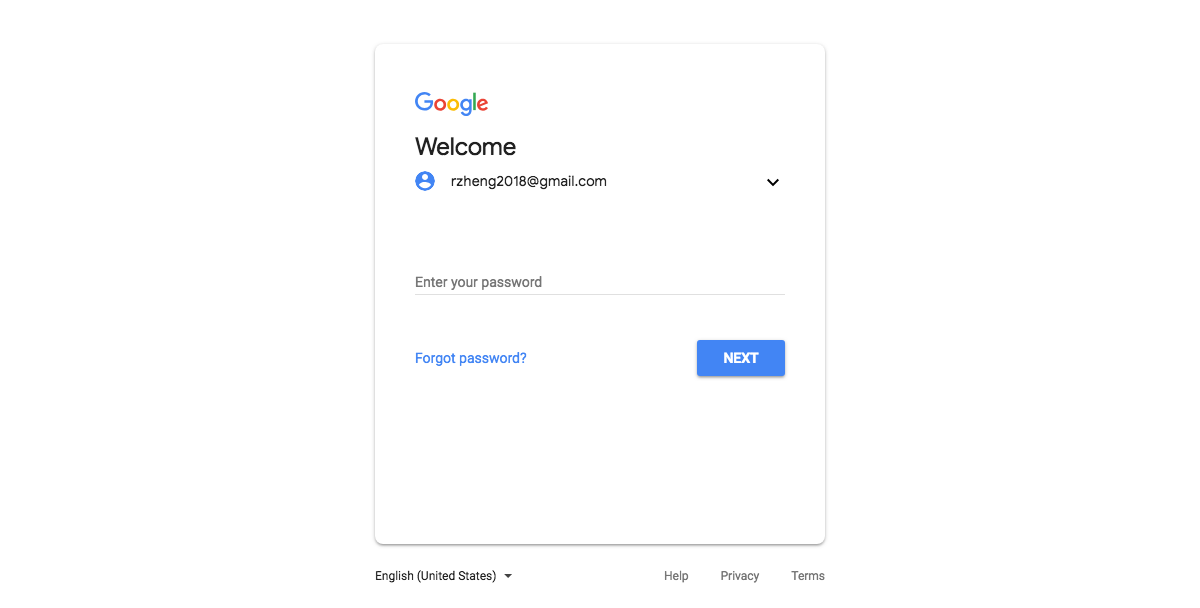 Google
Welcome
rzheng2018@gmail.com
Enter your password
Forgot password? NEXT
English (United States) Help Privacy Terms